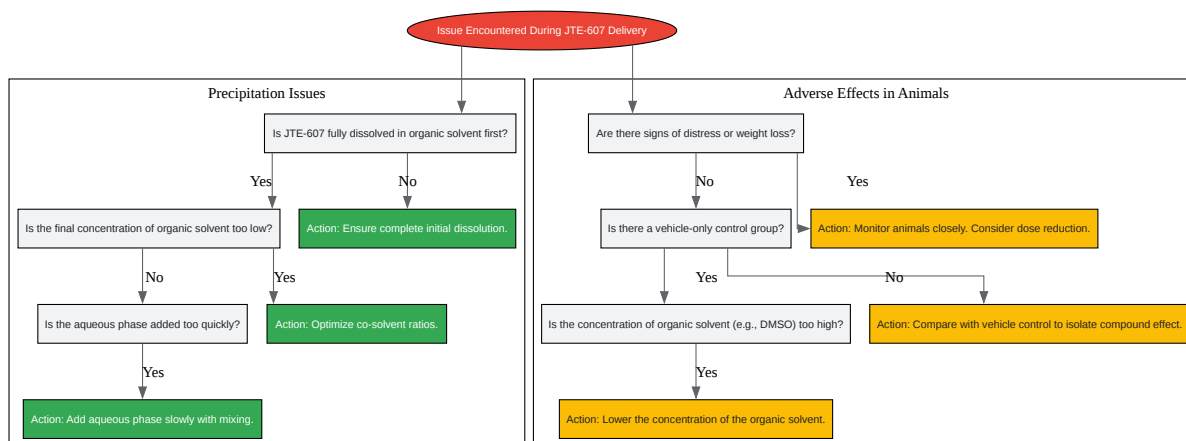 Issue Encountered During JTE-607 Delivery
Precipitation Issues
Adverse Effects in Animals
Is JTE-607 fully dissolved in organic solvent first?
Are there signs of distress or weight loss?
Yes
No
No
Yes
Is the final concentration of organic solvent too low?
Action: Ensure complete initial dissolution.
Is there a vehicle-only control group?
Action: Monitor animals closely. Consider dose reduction.
No
Yes
Yes
No
Is the aqueous phase added too quickly?
Action: Optimize co-solvent ratios.
Is the concentration of organic solvent (e.g., DMSO) too high?
Action: Compare with vehicle control to isolate compound effect.
Yes
Yes
Action: Add aqueous phase slowly with mixing.
Action: Lower the concentration of the organic solvent.